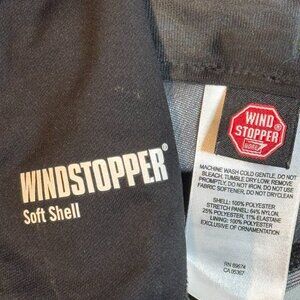 WINDSTOPPER®
Soft Shell
WIND
STOPPER®
GORE
MACHINE WASH COLD GENTLE, DO NOT
BLEACH, TUMBLE DRY LOW, REMOVE
PROMPTLY, DO NOT IRON, DO NOT USE
FABRIC SOFTENER, DO NOT DRYCLEAN
SHELL: 100% POLYESTER
STRETCH PANEL: 64% NYLON,
25% POLYESTER, 11% ELASTANE
LINING: 100% POLYESTER
EXCLUSIVE OF ORNAMENTATION
RN 89674
CA 05367